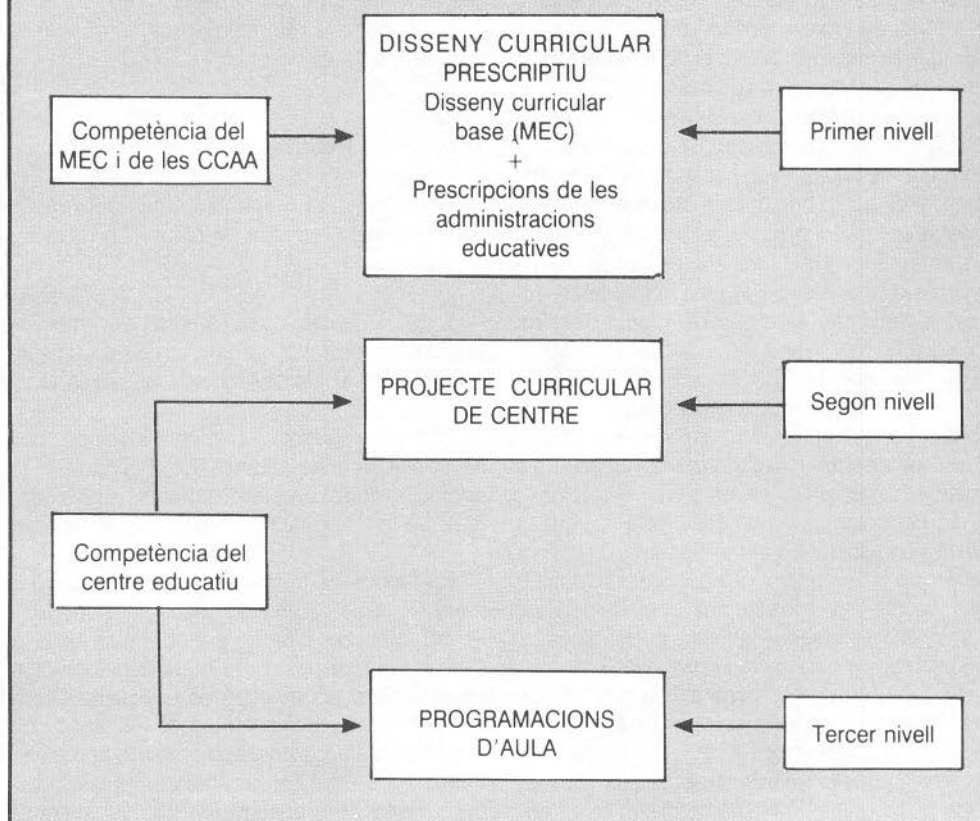 DISSENY CURRICULAR
PRESCRIPTIU
Disseny curricular
base (MEC)
+
Prescripcions de les
administracions
educatives
Competència del
MEC i de les CCAA
Primer nivell
PROJECTE CURRICULAR
DE CENTRE
Segon nivell
Competència del
centre educatiu
PROGRAMACIONS
D'AULA
Tercer nivell